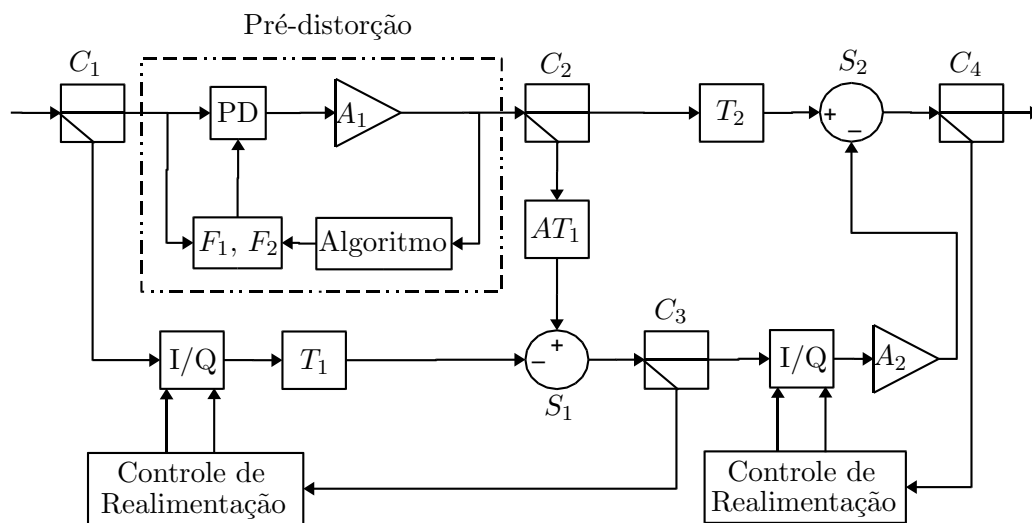 Pré-distorção
C₁
C₂
S₂
C₄
PD
A₁
T₂
+
−
F₁, F₂
Algoritmo
AT₁
C₃
I/Q
T₁
−
+
S₁
I/Q
A₂
Controle de
Realimentação
Controle de
Realimentação